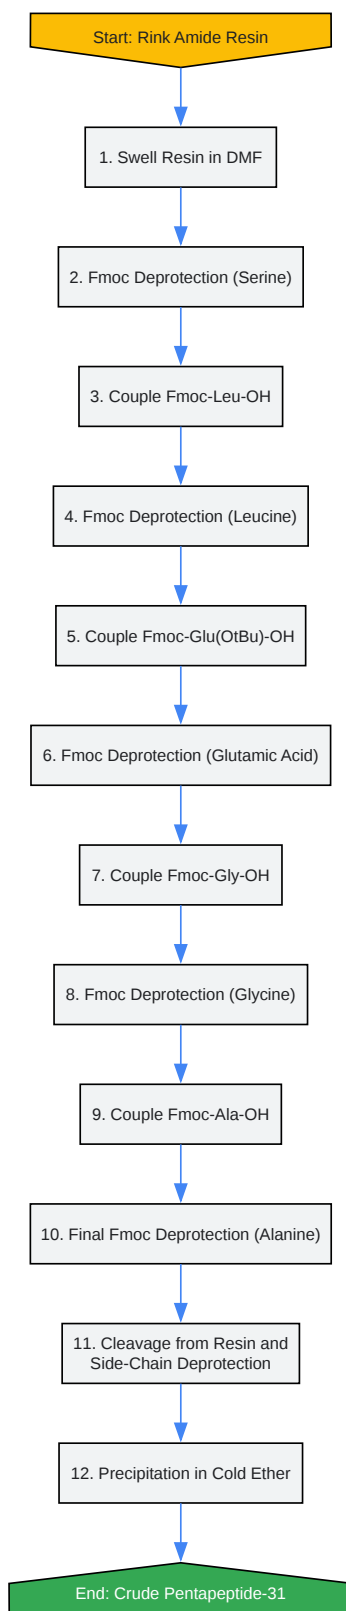 Start: Rink Amide Resin
1. Swell Resin in DMF
2. Fmoc Deprotection (Serine)
3. Couple Fmoc-Leu-OH
4. Fmoc Deprotection (Leucine)
5. Couple Fmoc-Glu(OtBu)-OH
6. Fmoc Deprotection (Glutamic Acid)
7. Couple Fmoc-Gly-OH
8. Fmoc Deprotection (Glycine)
9. Couple Fmoc-Ala-OH
10. Final Fmoc Deprotection (Alanine)
11. Cleavage from Resin and
Side-Chain Deprotection
12. Precipitation in Cold Ether
End: Crude Pentapeptide-31